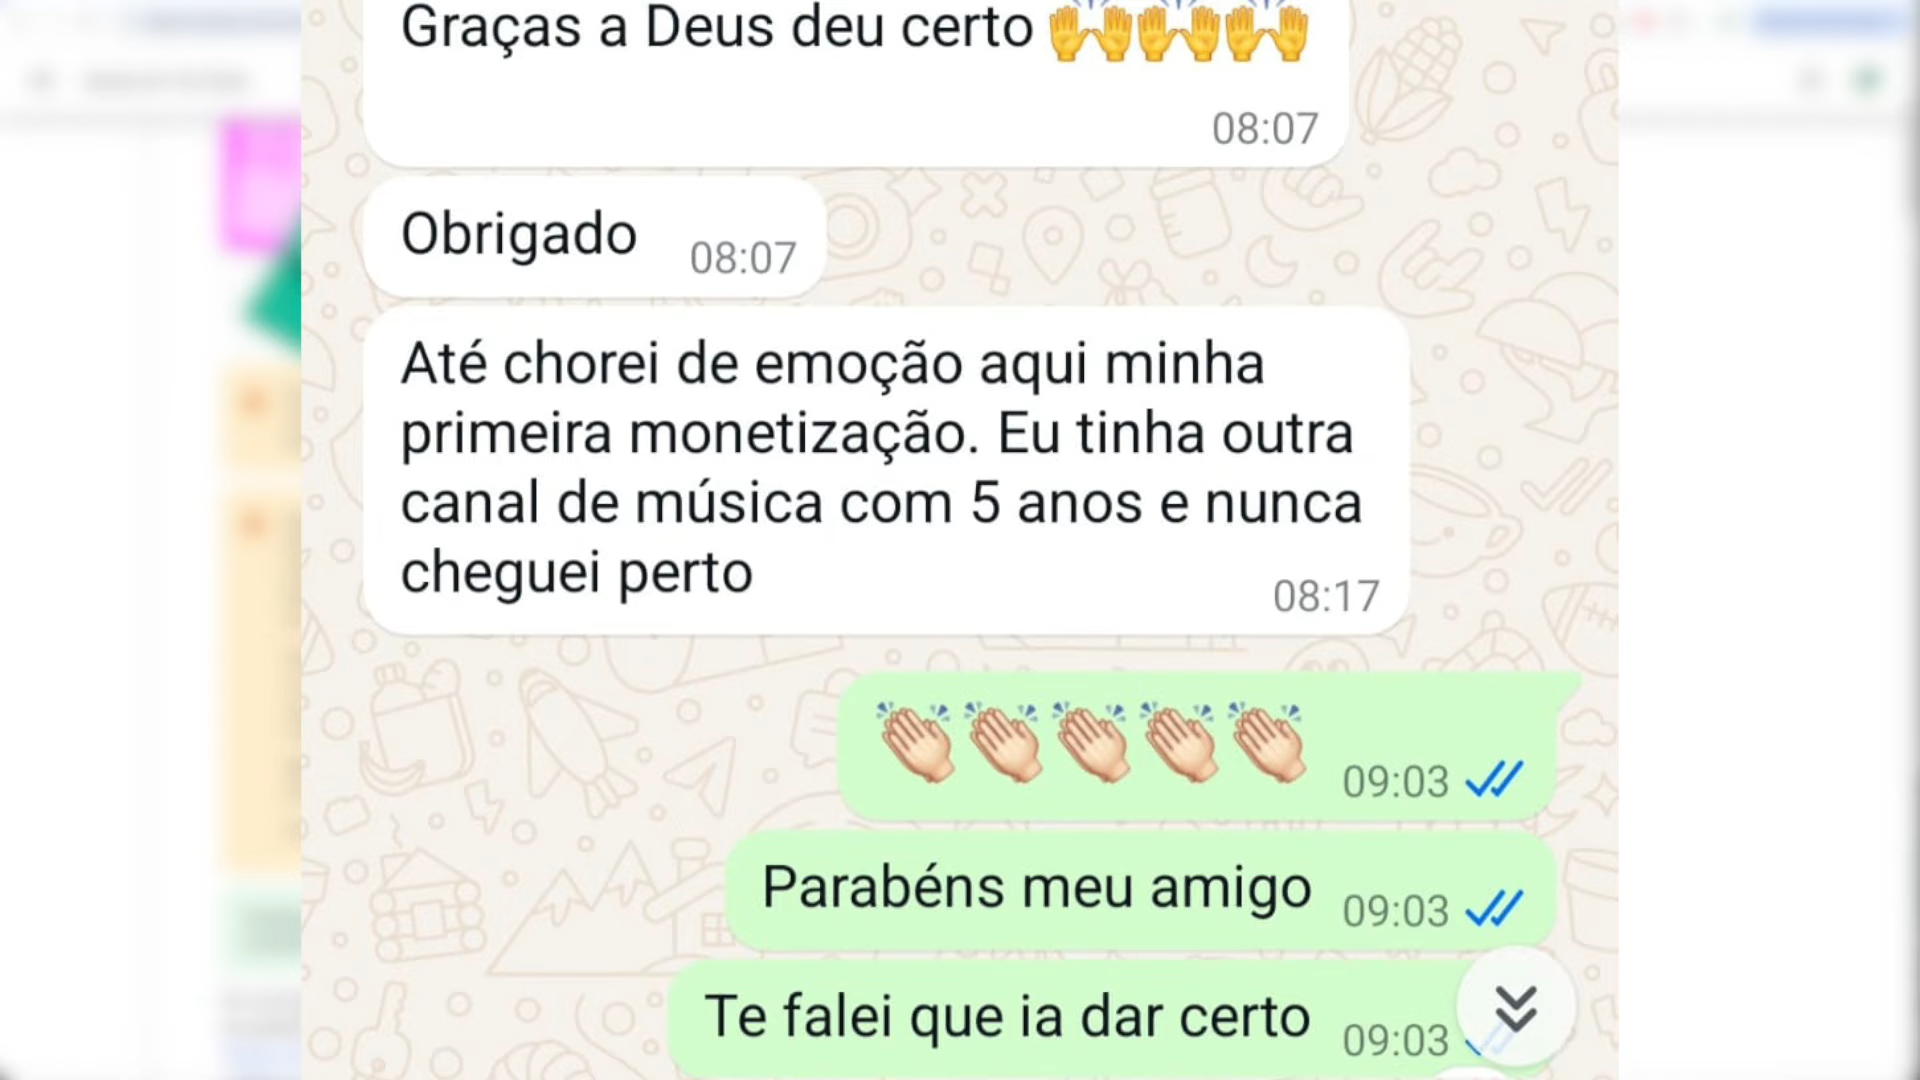 Graças a Deus deu certo 🙌🙌🙌
08:07
Obrigado 08:07
Até chorei de emoção aqui minha
primeira monetização. Eu tinha outra
canal de música com 5 anos e nunca
cheguei perto
08:17
👏🏻👏🏻👏🏻👏🏻👏🏻 09:03
Parabéns meu amigo 09:03
Te falei que ia dar certo 09:03